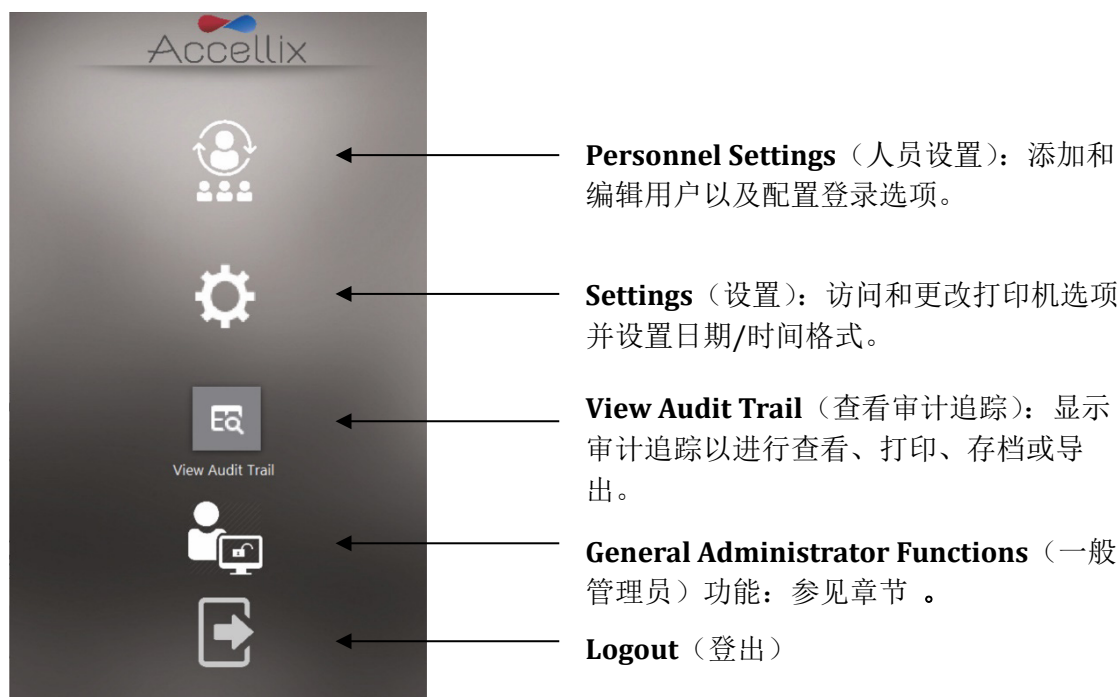 Accellix
Personnel Settings（人员设置）：添加和
编辑用户以及配置登录选项。
Settings（设置）：访问和更改打印机选项
并设置日期/时间格式。
View Audit Trail（查看审计追踪）：显示
审计追踪以进行查看、打印、存档或导
出。
View Audit Trail
General Administrator Functions（一般
管理员）功能：参见章节 。
Logout（登出）